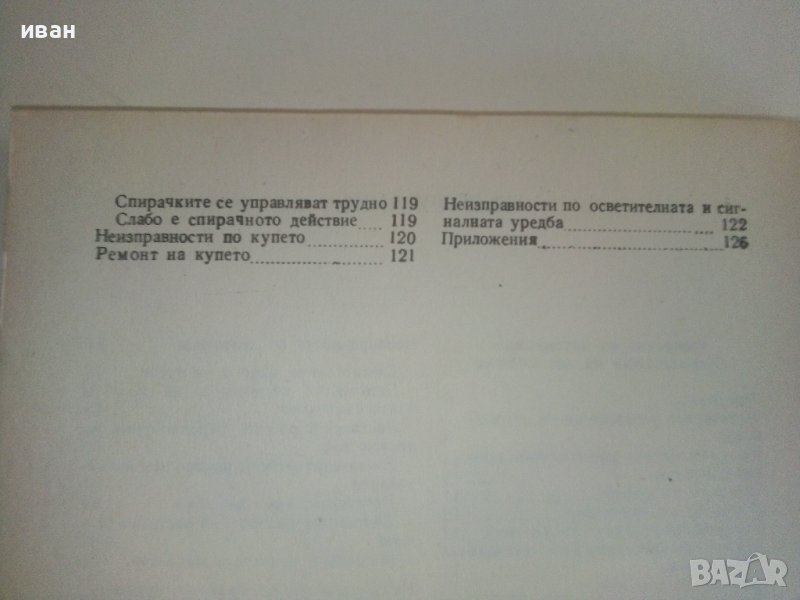 иван
Спирачките се управляват трудно 119
Слабо е спирачното действие 119
Неизправности по купето 120
Ремонт на купето 121
Неизправности по осветителната и сиг-
налната уредба 122
Приложения 126
BAZAR